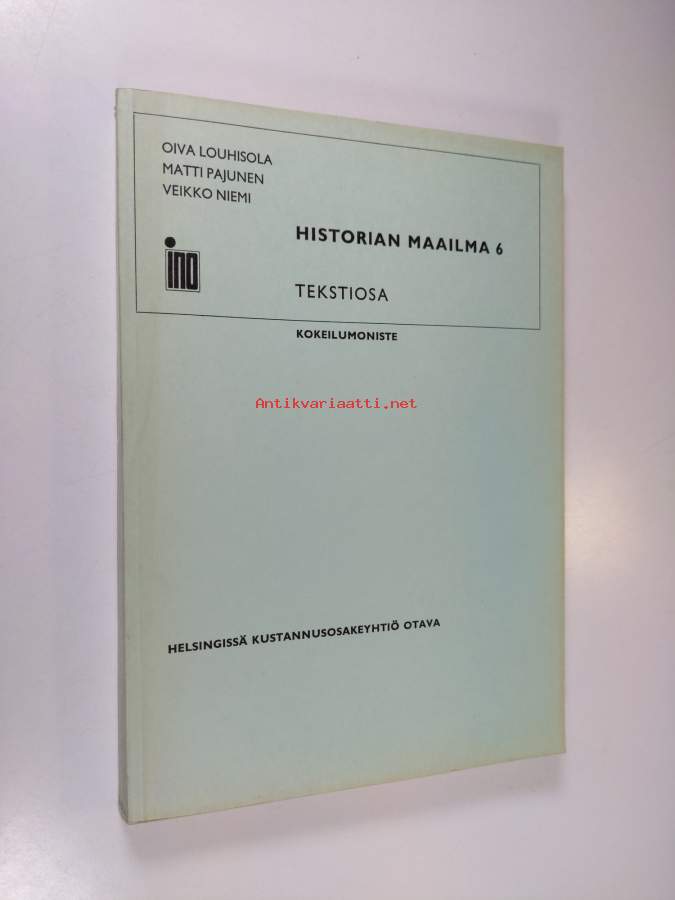 OIVA LOUHISOLA
MATTI PAJUNEN
VEIKKO NIEMI
ino
HISTORIAN MAAILMA 6
TEKSTIOSA
KOKEILUMONISTE
Antikvariaatti.net
HELSINGISSÄ KUSTANNUSOSAKEYHTIÖ OTAVA